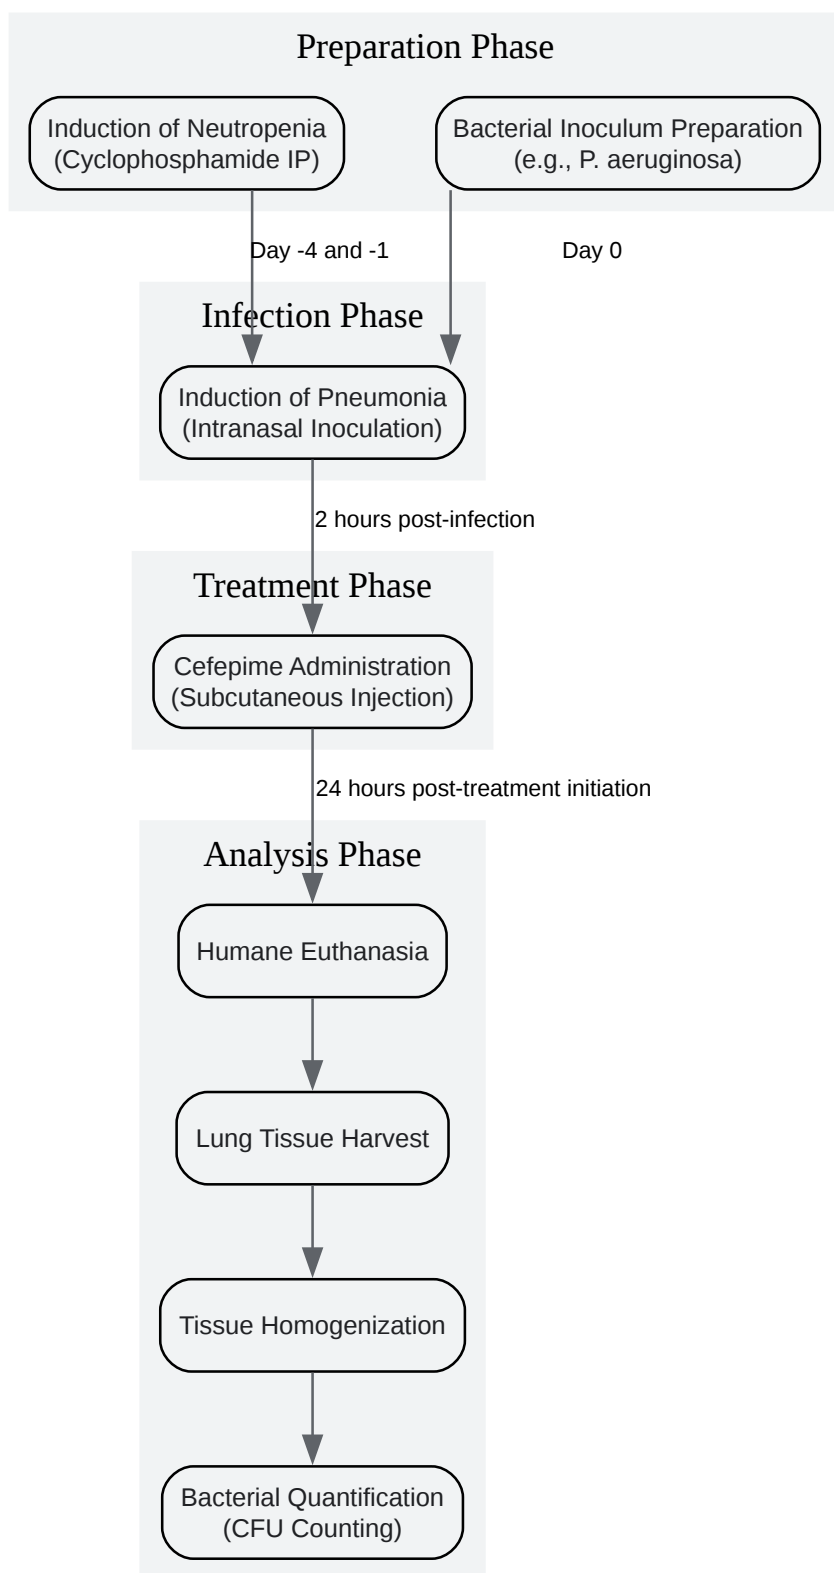 Preparation Phase
Induction of Neutropenia
(Cyclophosphamide IP)
Bacterial Inoculum Preparation
(e.g., P. aeruginosa)
Day -4 and -1
Day 0
Infection Phase
Induction of Pneumonia
(Intranasal Inoculation)
2 hours post-infection
Treatment Phase
Cefepime Administration
(Subcutaneous Injection)
24 hours post-treatment initiation
Analysis Phase
Humane Euthanasia
Lung Tissue Harvest
Tissue Homogenization
Bacterial Quantification
(CFU Counting)